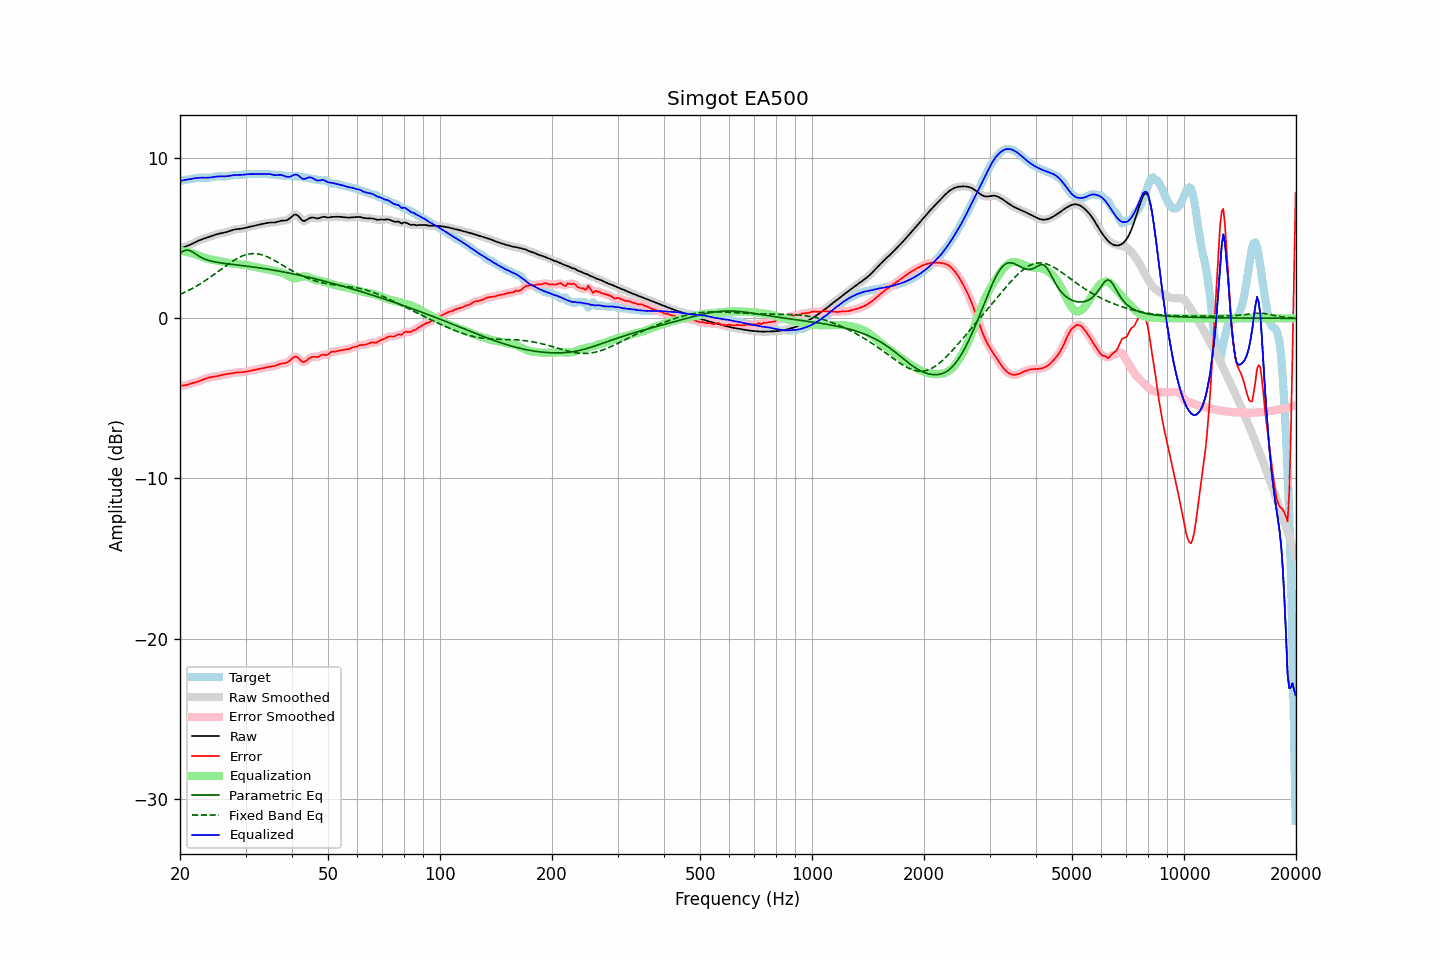 Simgot EA500
Amplitude (dBr)
10
0
−10
−20
−30
Target
Raw Smoothed
Error Smoothed
Raw
Error
Equalization
Parametric Eq
Fixed Band Eq
Equalized
20 50 100 200 500 1000 2000 5000 10000 20000
Frequency (Hz)